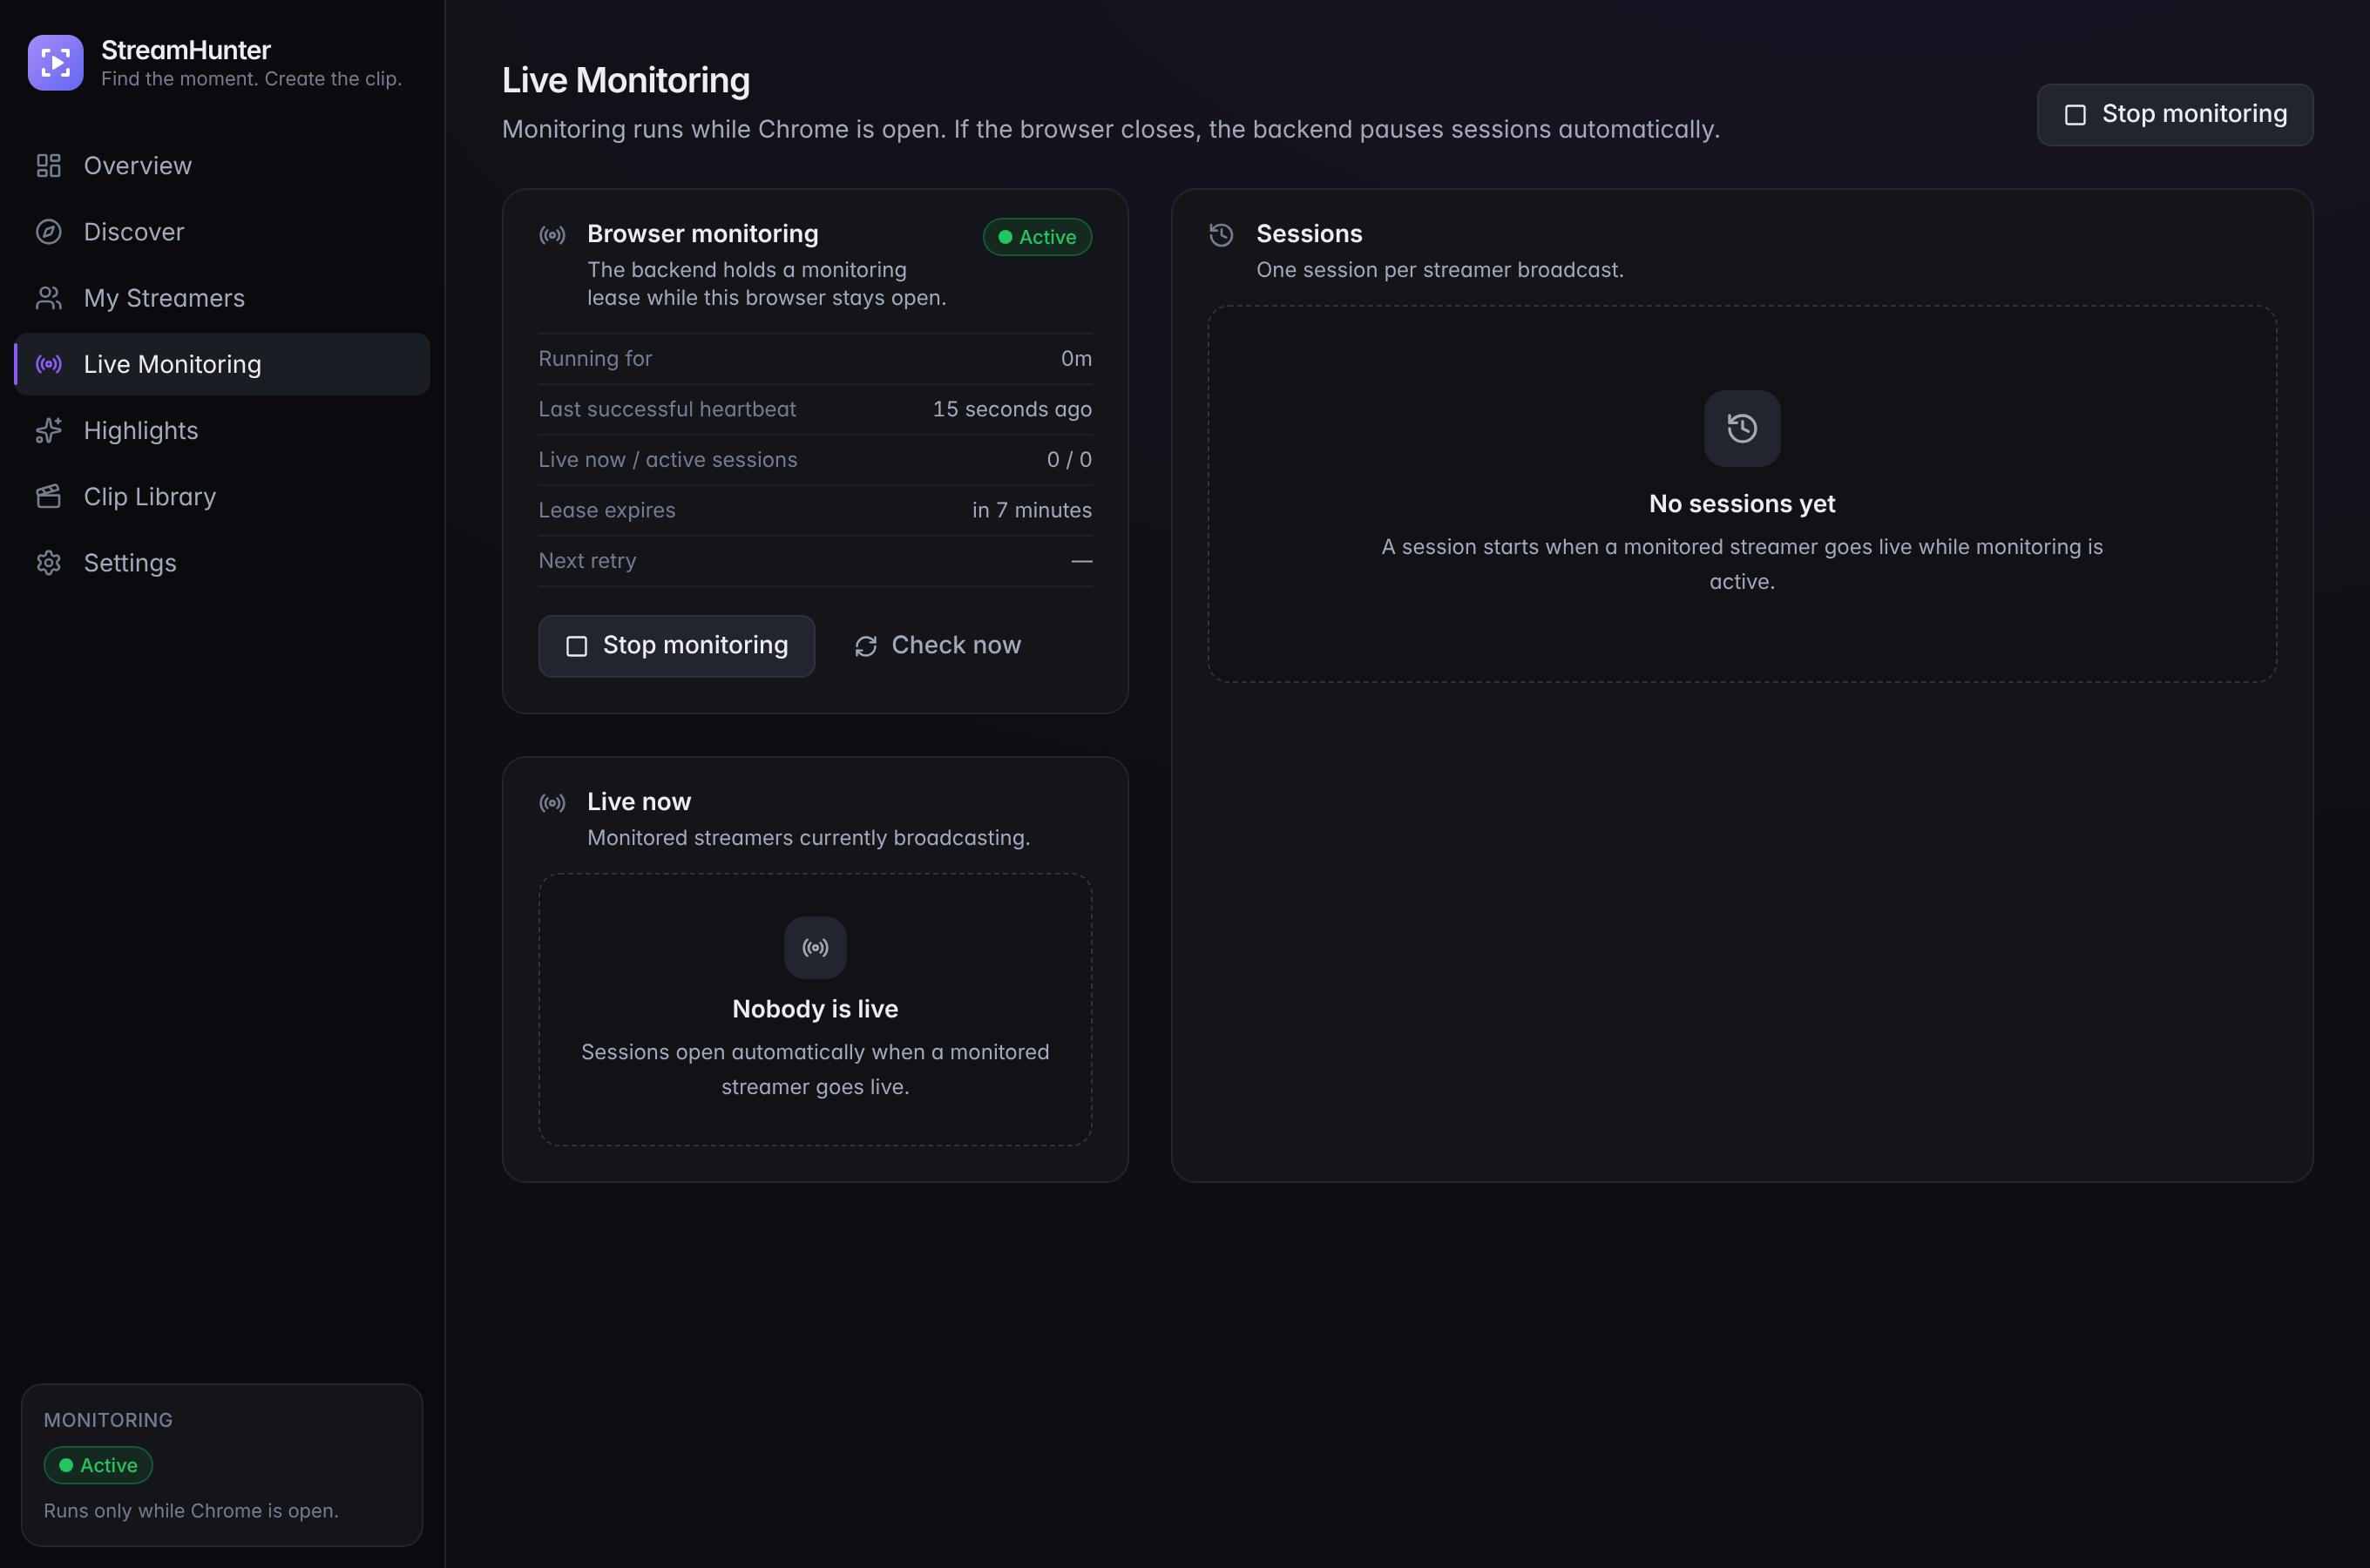 StreamHunter
Find the moment. Create the clip.
Overview
Discover
My Streamers
Live Monitoring
Highlights
Clip Library
Settings
MONITORING
Active
Runs only while Chrome is open.
Live Monitoring
Monitoring runs while Chrome is open. If the browser closes, the backend pauses sessions automatically.
Stop monitoring
Browser monitoring
Active
The backend holds a monitoring
lease while this browser stays open.
Running for 0m
Last successful heartbeat 15 seconds ago
Live now / active sessions 0 / 0
Lease expires in 7 minutes
Next retry —
Stop monitoring
Check now
Live now
Monitored streamers currently broadcasting.
Nobody is live
Sessions open automatically when a monitored
streamer goes live.
Sessions
One session per streamer broadcast.
No sessions yet
A session starts when a monitored streamer goes live while monitoring is
active.